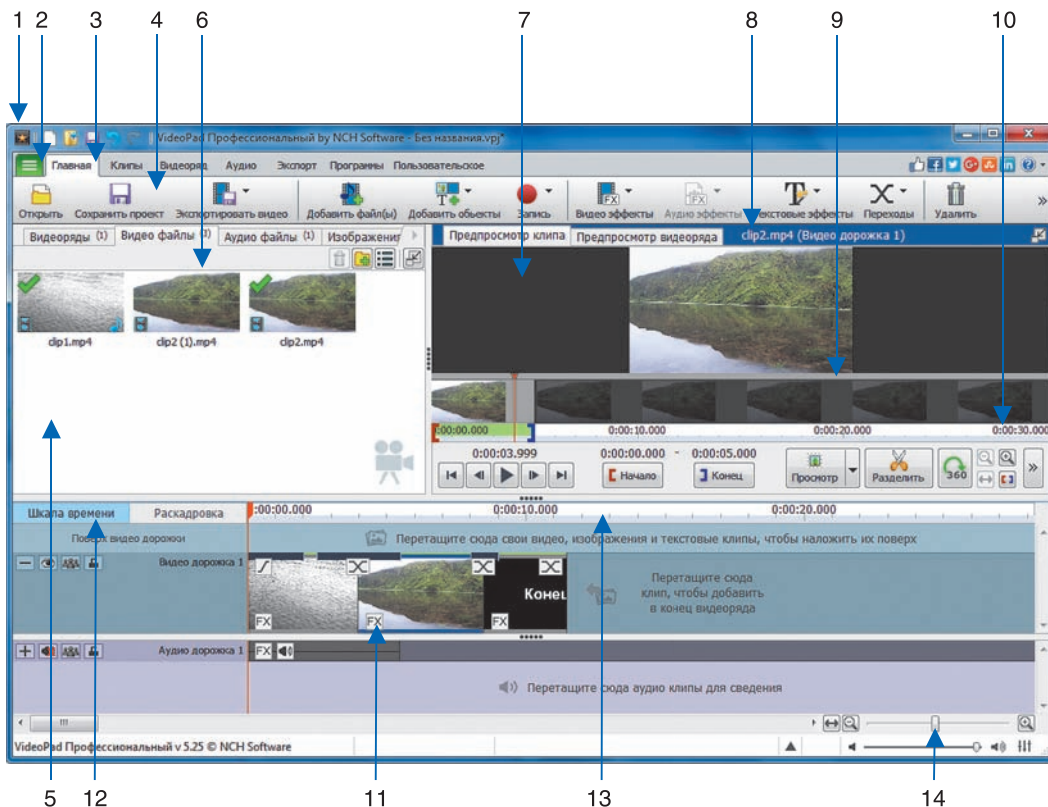 1 2 3 4 6 7 8 9 10
VideoPad Профессиональный by NCH Software - Без названия.vpj*
Главная Клипы Видеоряд Аудио Экспорт Программы Пользовательское
Открыть Сохранить проект Экспортировать видео Добавить файл(ы) Добавить объекты Запись Видео эффекты Аудио эффекты Текстовые эффекты Переходы Удалить
Видеоряды (1) Видео файлы (3) Аудио файлы (1) Изображения
Предпросмотр клипа Предпросмотр видеоряда clip2.mp4 (Видео дорожка 1)
clip1.mp4 clip2 (1).mp4 clip2.mp4
0:00:00.000 0:00:10.000 0:00:20.000 0:00:30.000
0:00:03.999 0:00:00.000 - 0:00:05.000
Начало Конец Просмотр Разделить 360
Шкала времени Раскадровка :00:00.000 0:00:10.000 0:00:20.000
Поверх видео дорожки Перетащите сюда свои видео, изображения и текстовые клипы, чтобы наложить их поверх
Видео дорожка 1
Конец
Перетащите сюда
клип, чтобы добавить
в конец видеоряда
FX FX FX
Аудио дорожка 1 FX
Перетащите сюда аудио клипы для сведения
VideoPad Профессиональный v 5.25 © NCH Software
5 12 11 13 14